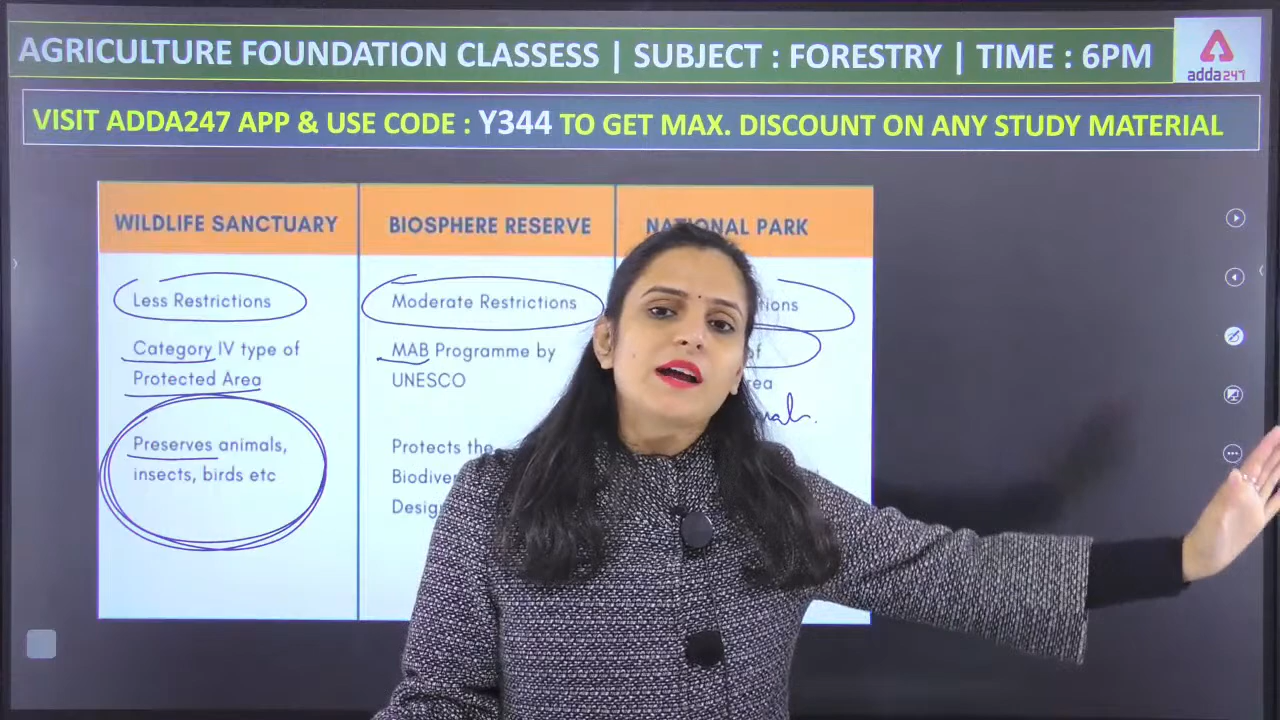 AGRICULTURE FOUNDATION CLASSESS | SUBJECT : FORESTRY | TIME : 6PM
adda247
VISIT ADDA247 APP & USE CODE : Y344 TO GET MAX. DISCOUNT ON ANY STUDY MATERIAL
WILDLIFE SANCTUARY
Less Restrictions
Category IV type of
Protected Area
Preserves animals,
insects, birds etc
BIOSPHERE RESERVE
Moderate Restrictions
MAB Programme by
UNESCO
Protects the
NATIONAL PARK